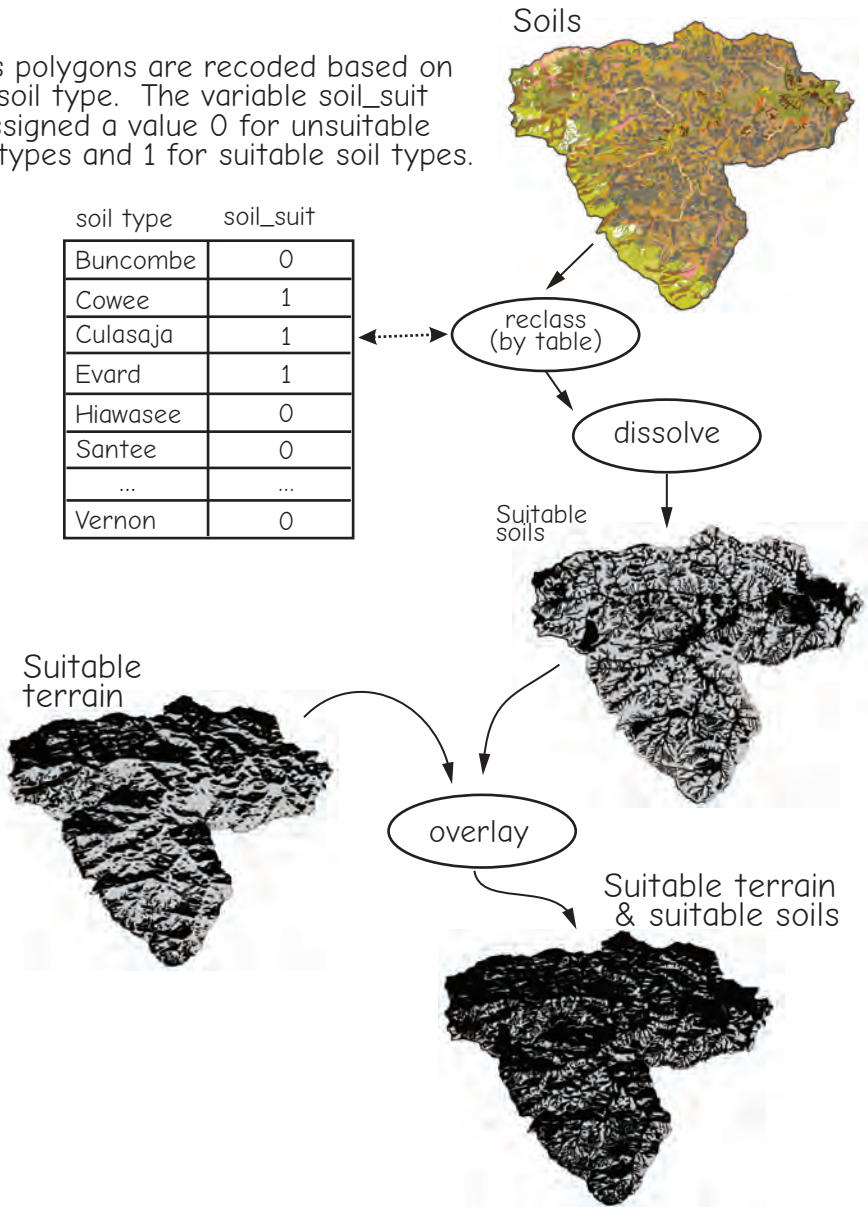 Soils
s polygons are recoded based on
soil type. The variable soil_suit
ssigned a value 0 for unsuitable
types and 1 for suitable soil types.
soil type soil_suit
Buncombe 0
Cowee 1
Culasaja 1
Evard 1
Hiawasee 0
Santee 0
... ...
Vernon 0
reclass
(by table)
dissolve
Suitable
soils
Suitable
terrain
overlay
Suitable terrain
& suitable soils